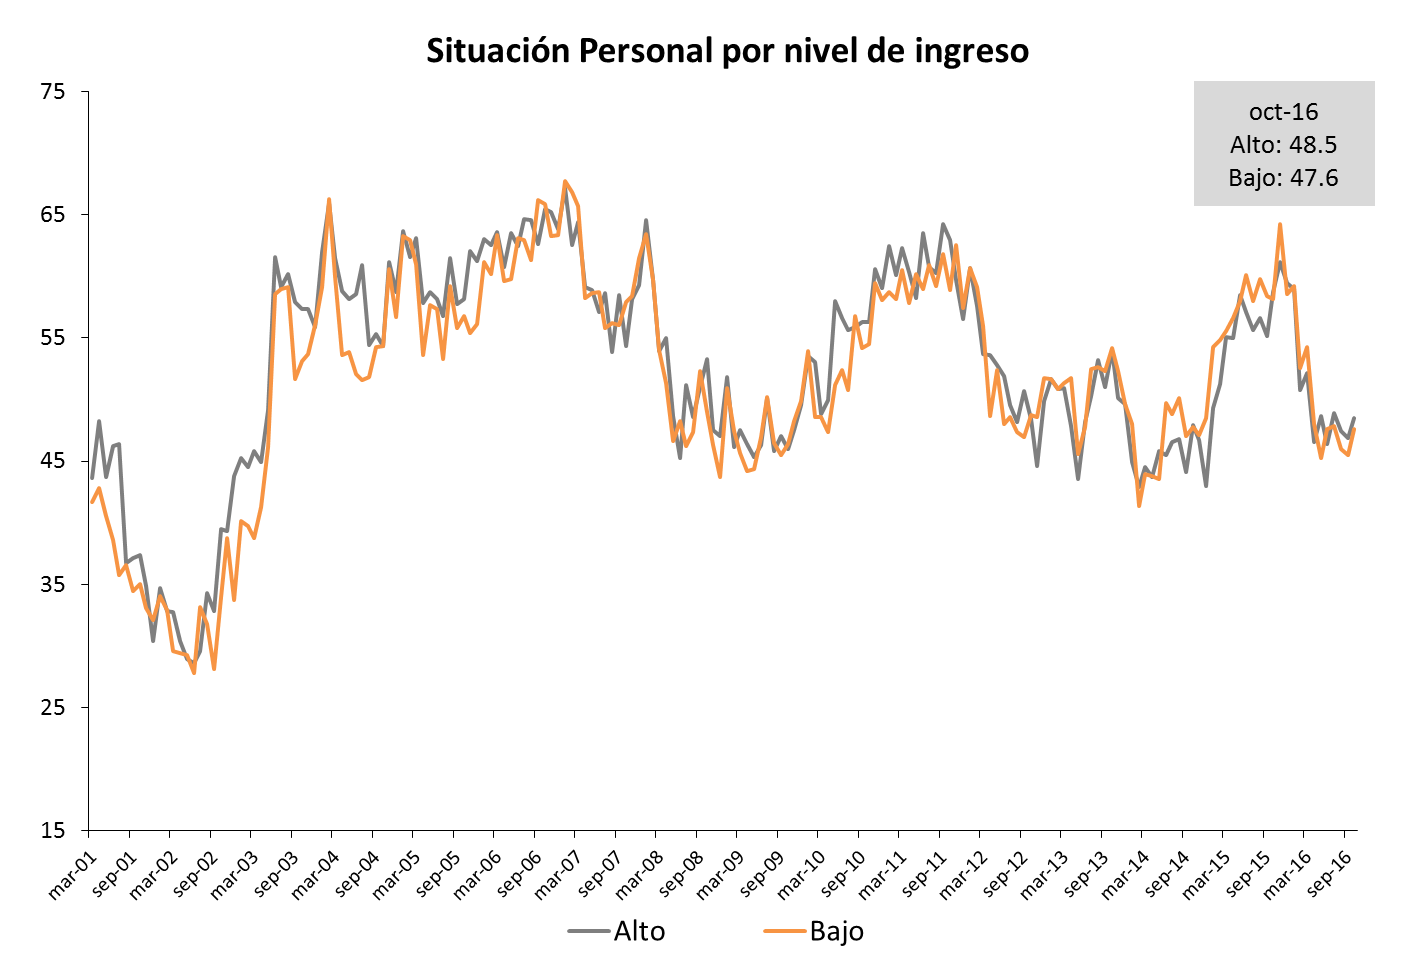 Situación Personal por nivel de ingreso
oct-16
Alto: 48.5
Bajo: 47.6
75
65
55
45
35
25
15
mar-01
sep-01
mar-02
sep-02
mar-03
sep-03
mar-04
sep-04
mar-05
sep-05
mar-06
sep-06
mar-07
sep-07
mar-08
sep-08
mar-09
sep-09
mar-10
sep-10
mar-11
sep-11
mar-12
sep-12
mar-13
sep-13
mar-14
sep-14
mar-15
sep-15
mar-16
sep-16
Alto
Bajo